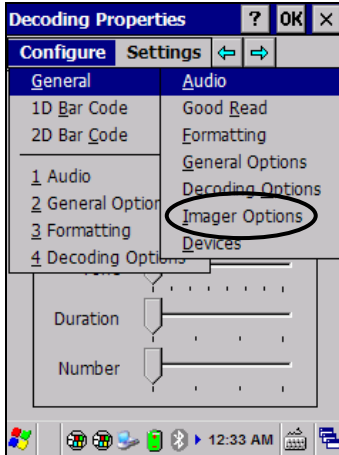 Decoding Properties ? OK ×
Configure Settings
General
1D Bar Code
2D Bar Code
1 Audio
2 General Option
3 Formatting
4 Decoding Options
Audio
Good Read
Formatting
General Options
Decoding Options
Imager Options
Devices
Duration
Number
12:33 AM